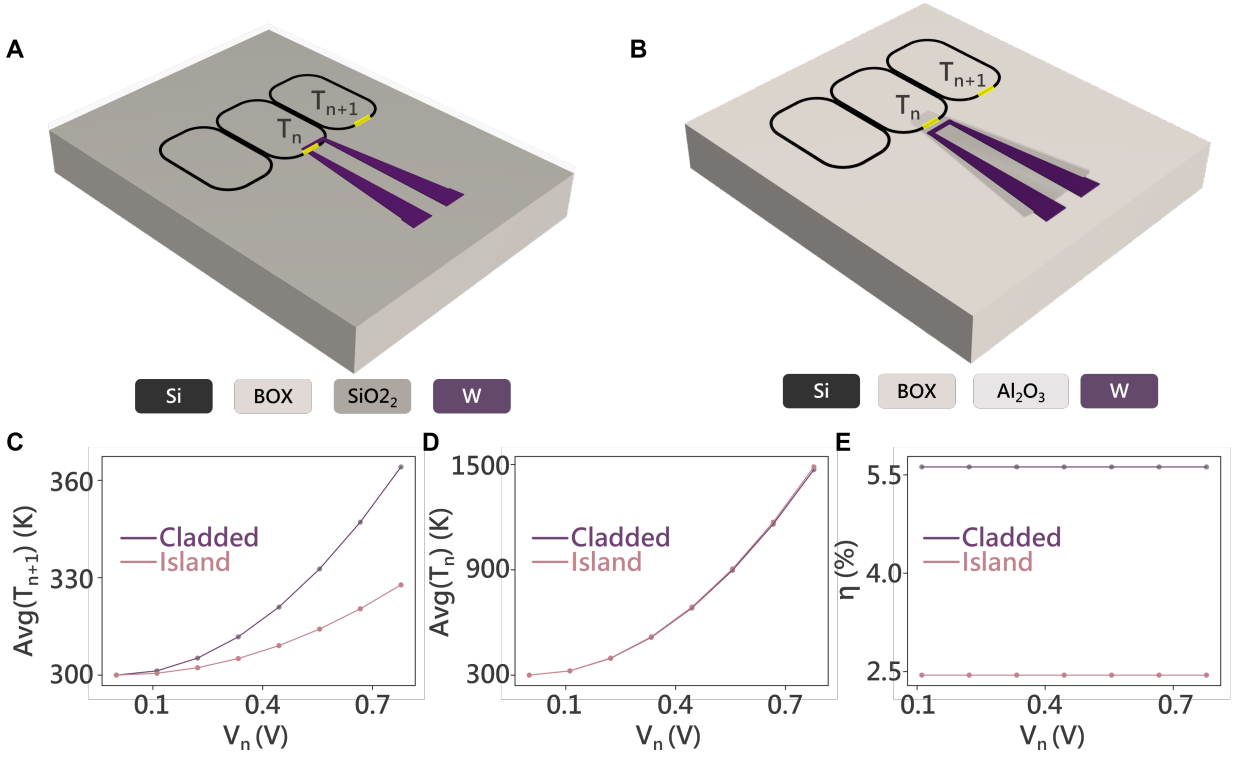 A
B
Tn+1
Tn
Tn+1
Tn
Si
BOX
SiO22
W
Si
BOX
Al2O3
W
C
D
E
Avg(Tn+1) (K)
360
330
300
Cladded
Island
0.1
0.4
0.7
Vn (V)
Avg(Tn) (K)
1500
900
300
Cladded
Island
0.1
0.4
0.7
Vn (V)
η (%)
5.5
4.0
2.5
Cladded
Island
0.1
0.4
0.7
Vn (V)